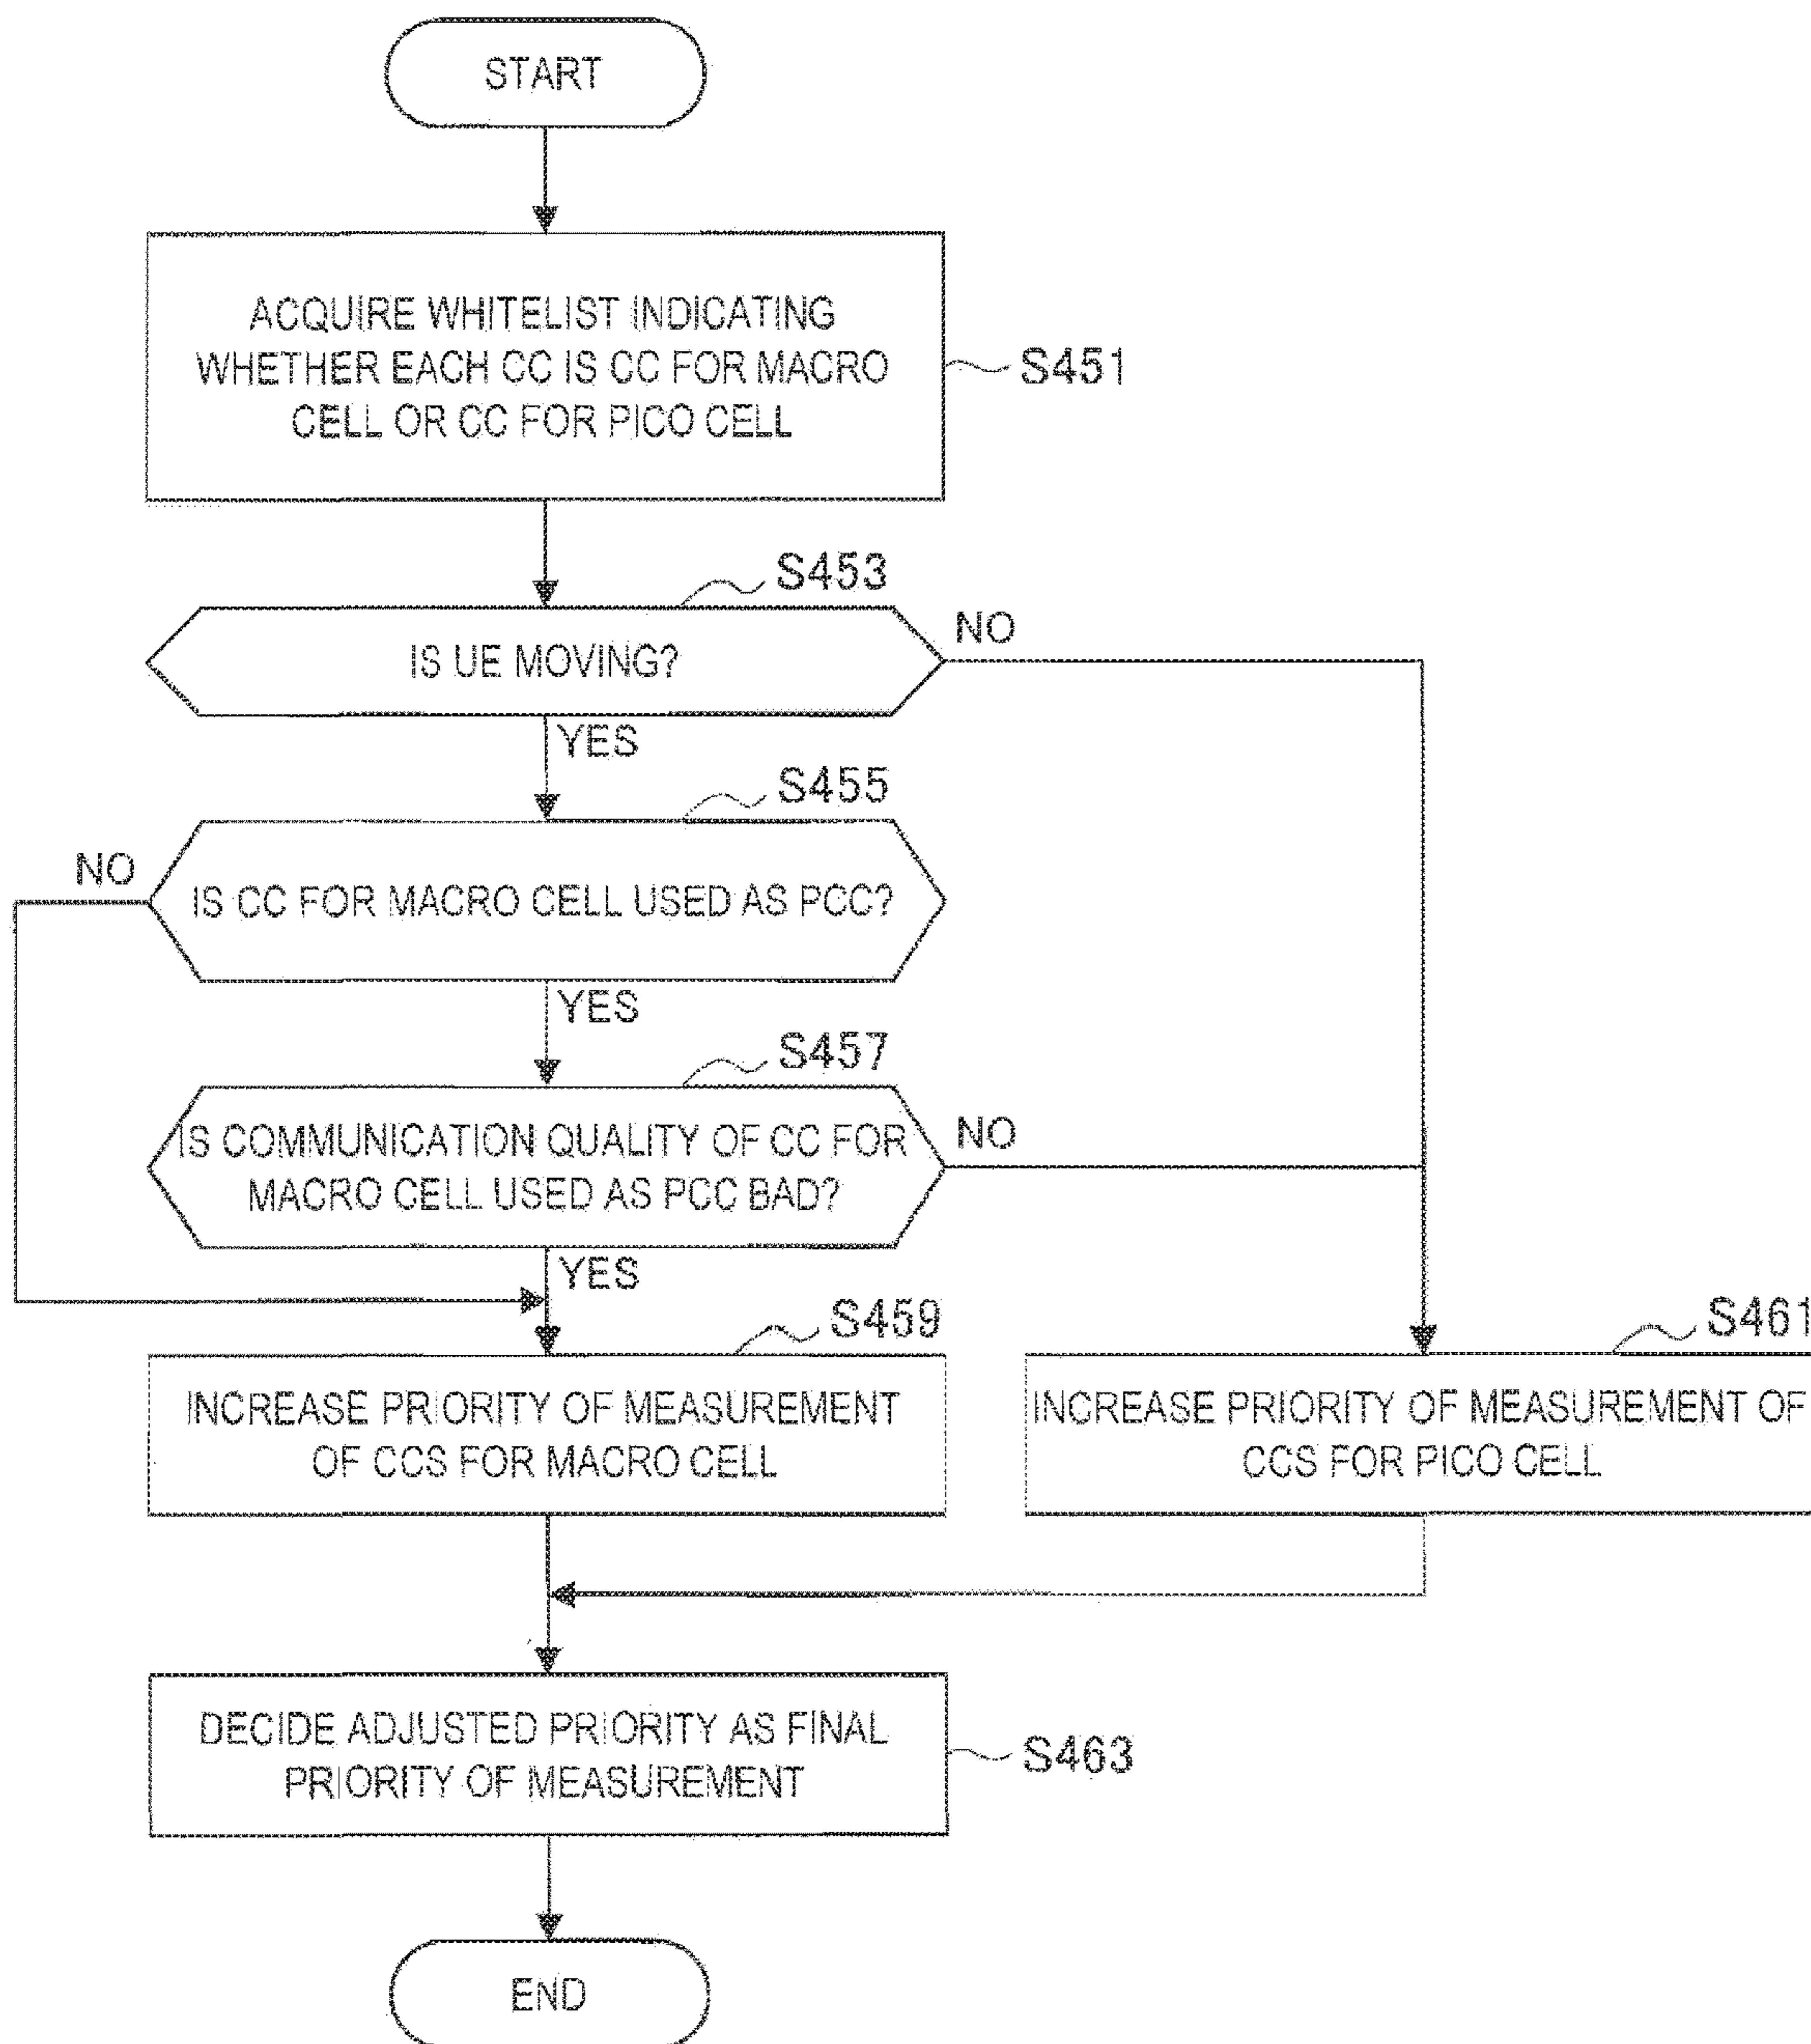 START
ACQUIRE WHITELIST INDICATING
WHETHER EACH CC IS CC FOR MACRO
CELL OR CC FOR PICO CELL
S451
S453
IS UE MOVING?
NO
YES
S455
NO
IS CC FOR MACRO CELL USED AS PCC?
YES
S457
IS COMMUNICATION QUALITY OF CC FOR
MACRO CELL USED AS PCC BAD?
NO
YES
S459
INCREASE PRIORITY OF MEASUREMENT
OF CCS FOR MACRO CELL
S461
INCREASE PRIORITY OF MEASUREMENT OF
CCS FOR PICO CELL
DECIDE ADJUSTED PRIORITY AS FINAL
PRIORITY OF MEASUREMENT
S463
END